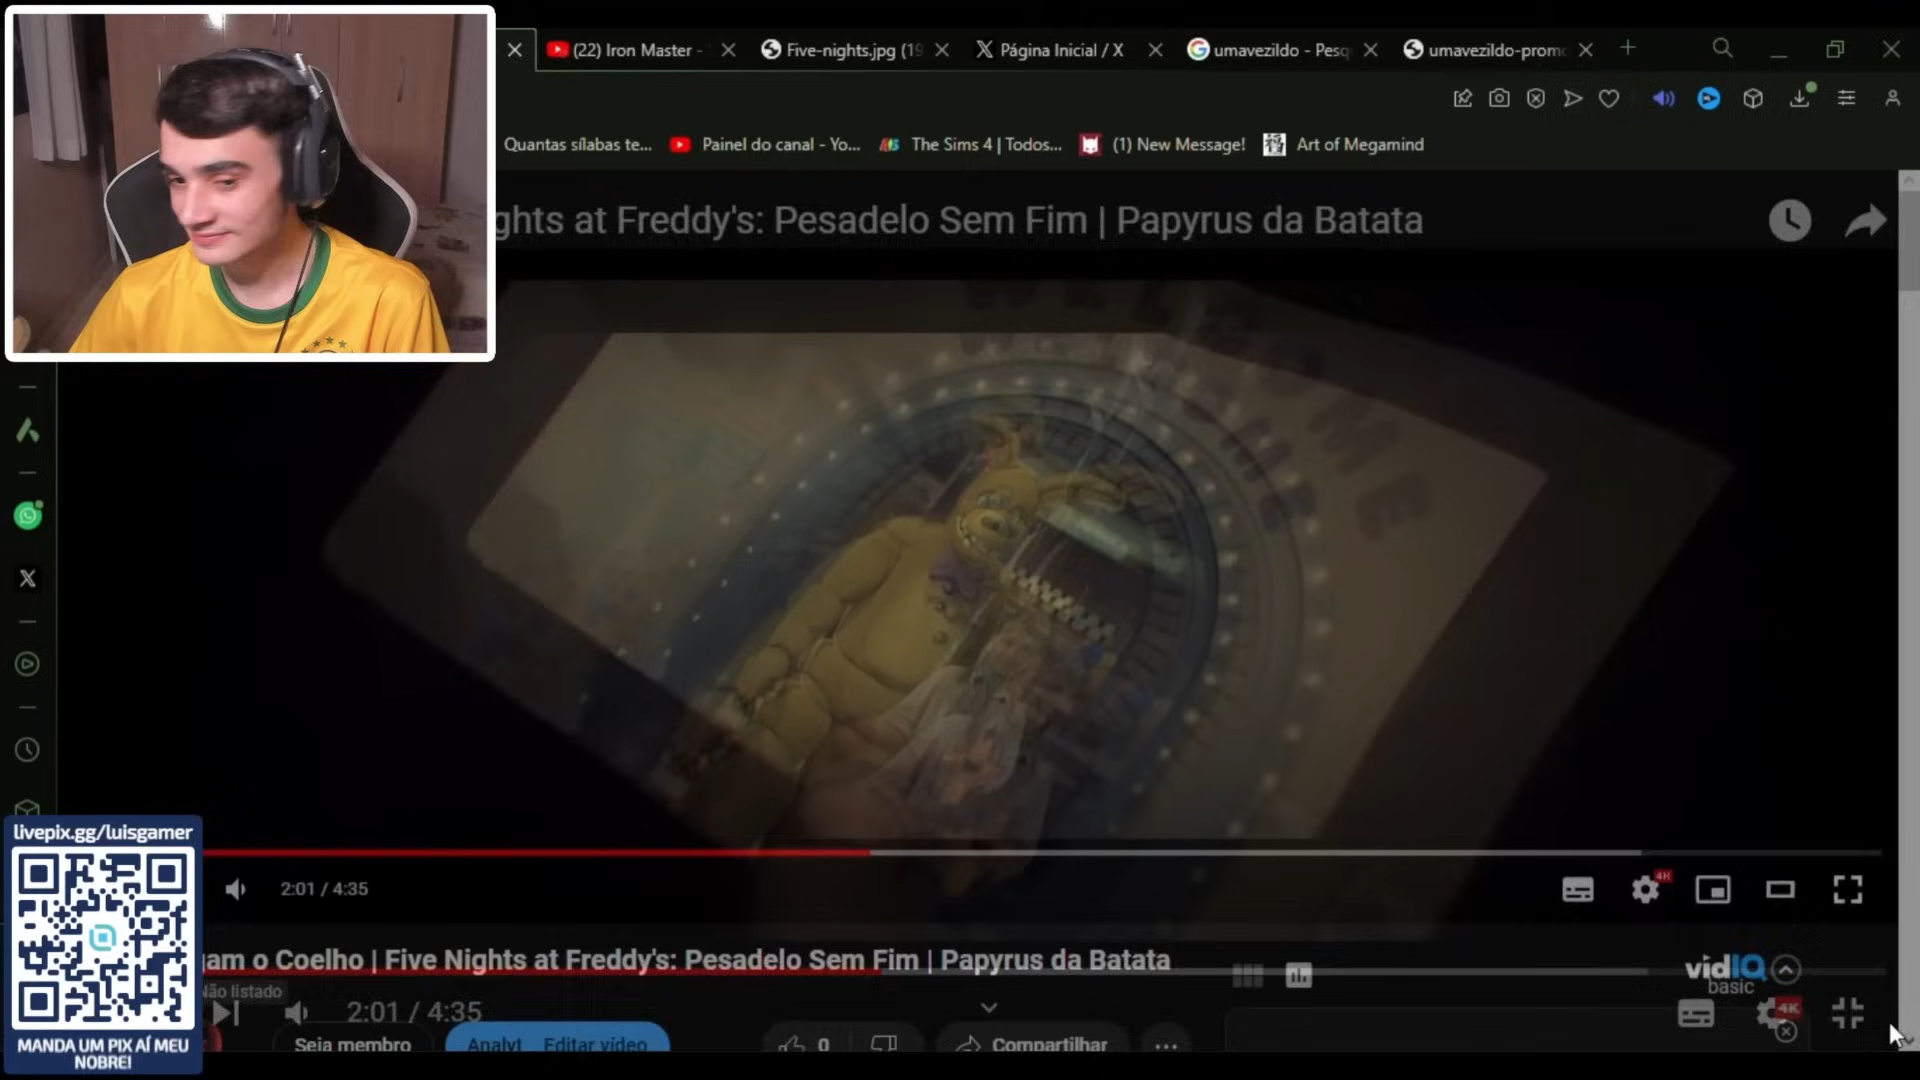 (22) Iron Master -
Five-nights.jpg (19
Página Inicial / X
umavezildo - Pesq
umavezildo-prom
Quantas sílabas te...
Painel do canal - Yo...
The Sims 4 | Todos...
(1) New Message!
Art of Megamind
ghts at Freddy's: Pesadelo Sem Fim | Papyrus da Batata
livepix.gg/luisgamer
MANDA UM PIX AÍ MEU
NOBRE!
2:01 / 4:35
4K
gam o Coelho | Five Nights at Freddy's: Pesadelo Sem Fim | Papyrus da Batata
vidIQ
basic
Não listado
2:01 / 4:35
4K
Seja membro
Analyt
Editar vídeo
0
Compartilhar